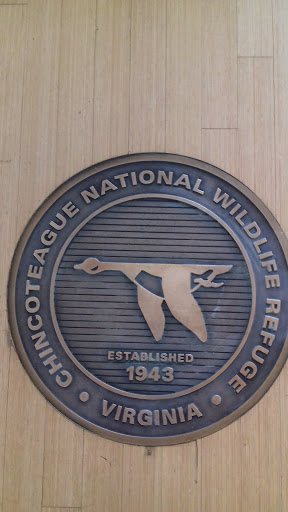 • CHINCOTEAGUE NATIONAL WILDLIFE REFUGE •
ESTABLISHED
1943
VIRGINIA